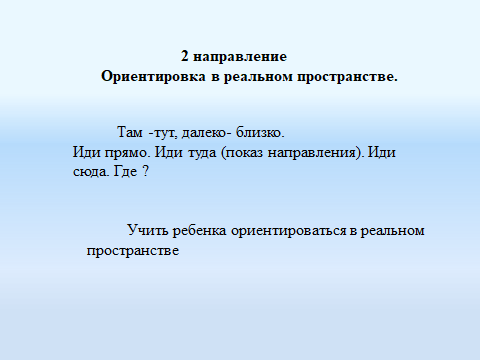 2 направление
Ориентировка в реальном пространстве.
Там -тут, далеко- близко.
Иди прямо. Иди туда (показ направления). Иди
сюда. Где ?
Учить ребенка ориентироваться в реальном
пространстве